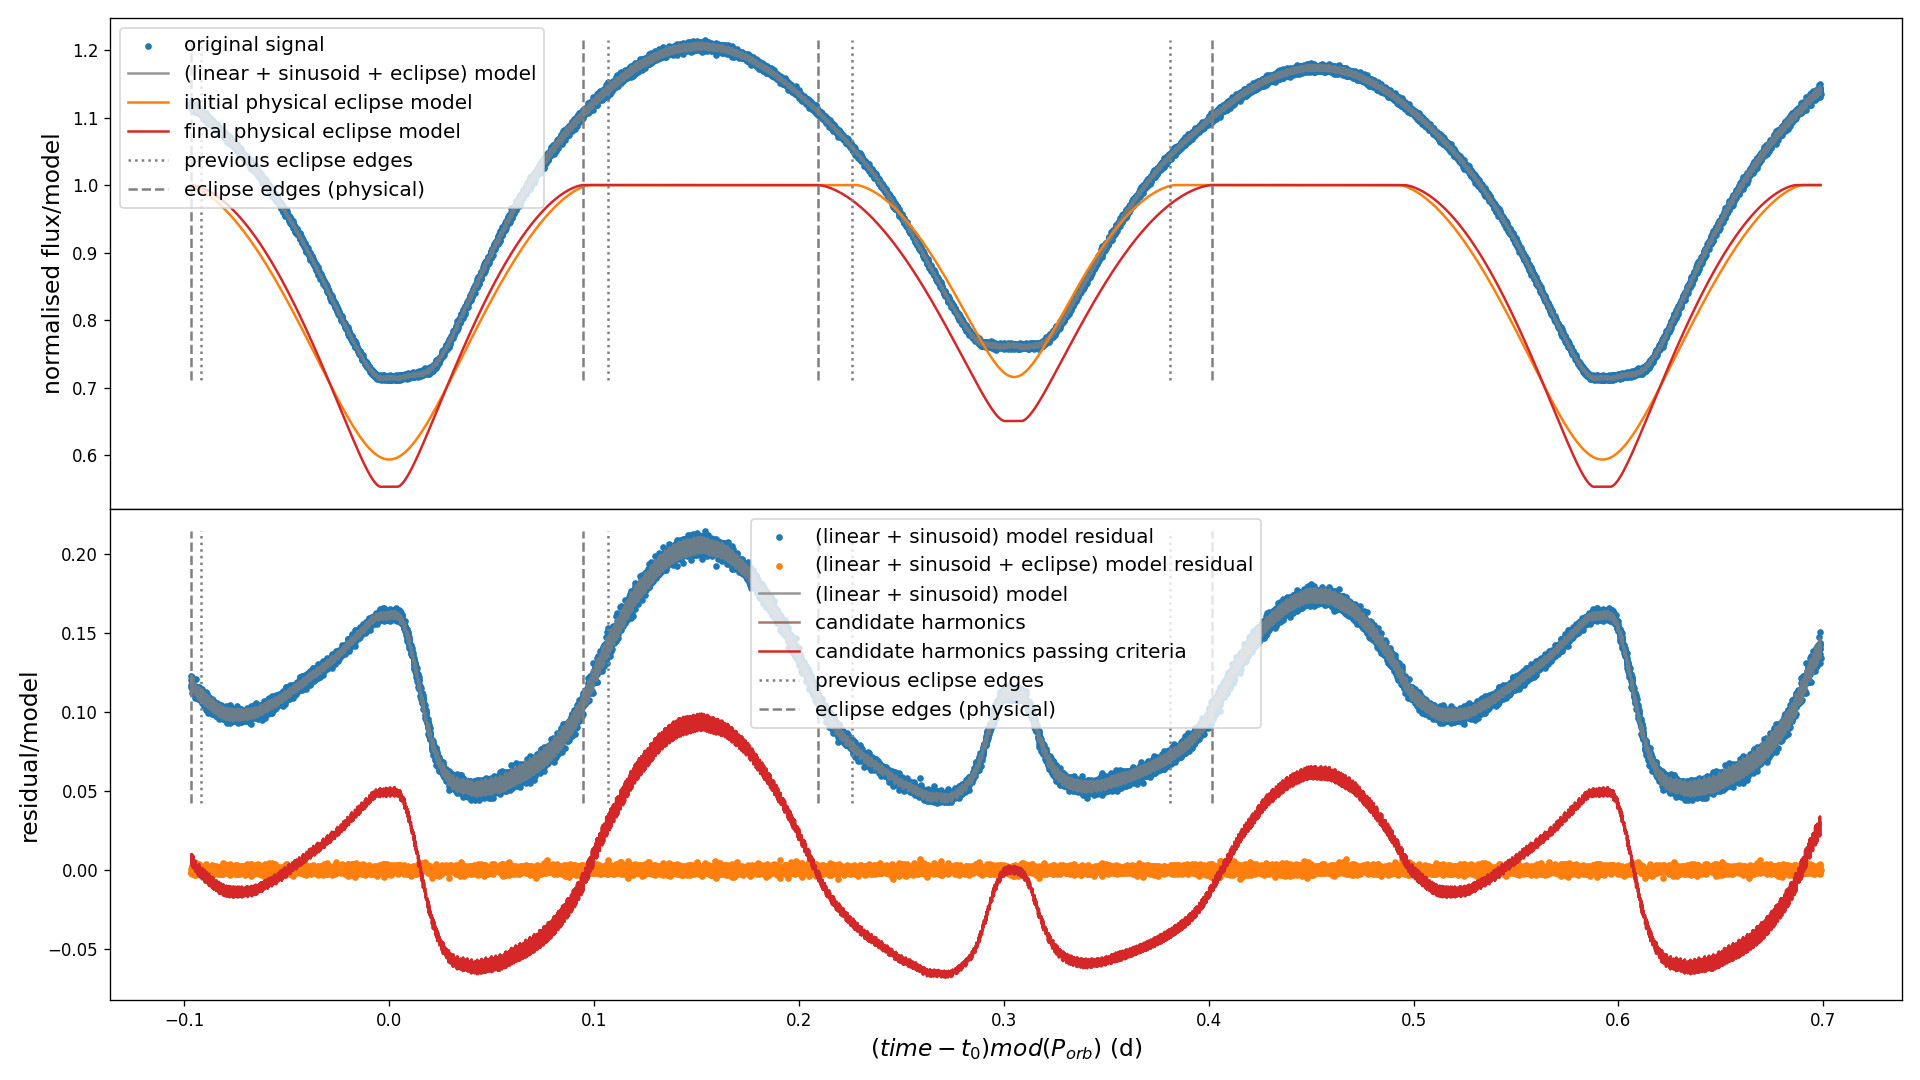 original signal
(linear + sinusoid + eclipse) model
initial physical eclipse model
final physical eclipse model
previous eclipse edges
eclipse edges (physical)
normalised flux/model
1.2
1.1
1.0
0.9
0.8
0.7
0.6
(linear + sinusoid) model residual
(linear + sinusoid + eclipse) model residual
(linear + sinusoid) model
candidate harmonics
candidate harmonics passing criteria
previous eclipse edges
eclipse edges (physical)
residual/model
0.20
0.15
0.10
0.05
0.00
−0.05
−0.1 0.0 0.1 0.2 0.3 0.4 0.5 0.6 0.7
(time − t₀)mod(Pₒᵣb) (d)